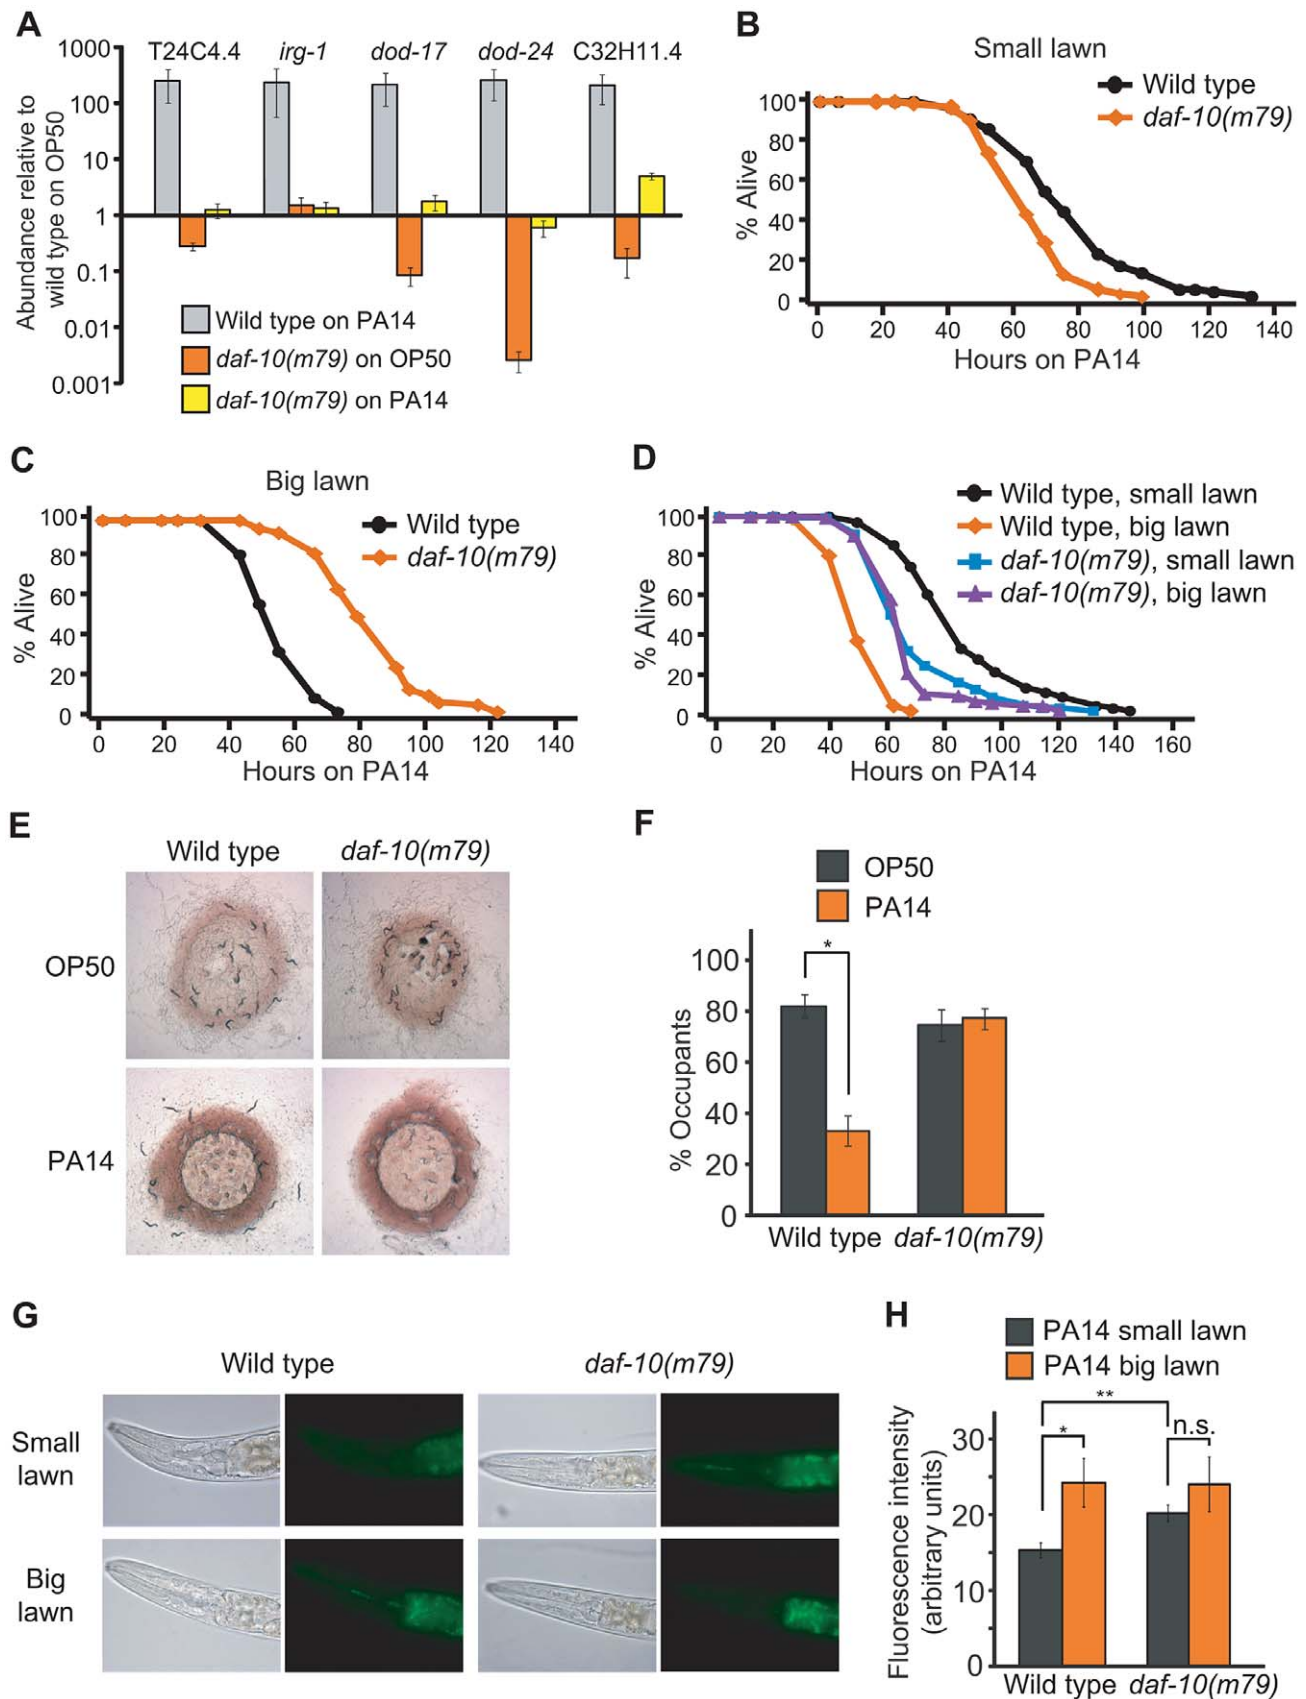 A
T24C4.4 irg-1 dod-17 dod-24 C32H11.4
Abundance relative to
wild type on OP50
1000
100
10
1
0.1
0.01
0.001
Wild type on PA14
daf-10(m79) on OP50
daf-10(m79) on PA14
B
Small lawn
Wild type
daf-10(m79)
% Alive
100
80
60
40
20
0
0 20 40 60 80 100 120 140
Hours on PA14
C
Big lawn
Wild type
daf-10(m79)
% Alive
100
80
60
40
20
0
0 20 40 60 80 100 120 140
Hours on PA14
D
Wild type, small lawn
Wild type, big lawn
daf-10(m79), small lawn
daf-10(m79), big lawn
% Alive
100
80
60
40
20
0
0 20 40 60 80 100 120 140 160
Hours on PA14
E
Wild type daf-10(m79)
OP50
PA14
F
OP50
PA14
% Occupants
100
80
60
40
20
0
*
Wild type daf-10(m79)
G
Wild type daf-10(m79)
Small
lawn
Big
lawn
H
PA14 small lawn
PA14 big lawn
Fluorescence intensity
(arbitrary units)
30
20
10
0
**
* n.s.
Wild type daf-10(m79)